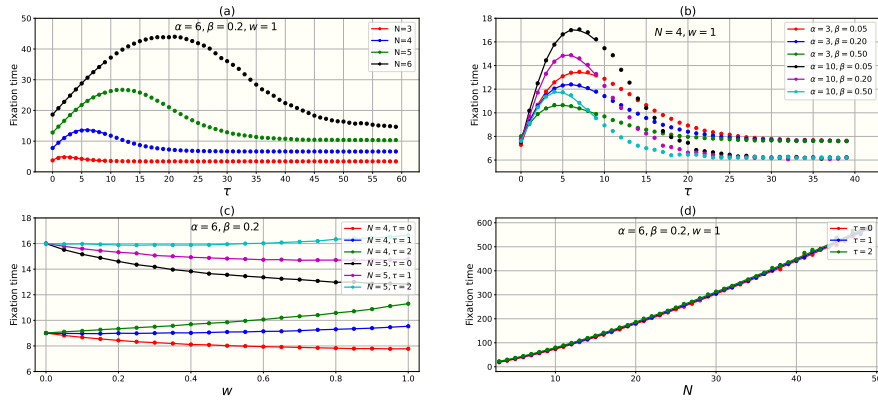 (a)
α = 6, β = 0.2, w = 1
N=3
N=4
N=5
N=6
Fixation time
0 10 20 30 40 50
0 5 10 15 20 25 30 35 40 45 50 55 60
τ
(b)
N = 4, w = 1
α = 3, β = 0.05
α = 3, β = 0.20
α = 3, β = 0.50
α = 10, β = 0.05
α = 10, β = 0.20
α = 10, β = 0.50
Fixation time
6 8 10 12 14 16 18
0 5 10 15 20 25 30 35 40
τ
(c)
α = 6, β = 0.2
N = 4, τ = 0
N = 4, τ = 1
N = 4, τ = 2
N = 5, τ = 0
N = 5, τ = 1
N = 5, τ = 2
Fixation time
6 8 10 12 14 16 18
0.0 0.2 0.4 0.6 0.8 1.0
w
(d)
α = 6, β = 0.2, w = 1
τ = 0
τ = 1
τ = 2
Fixation time
0 100 200 300 400 500 600
10 20 30 40 50
N